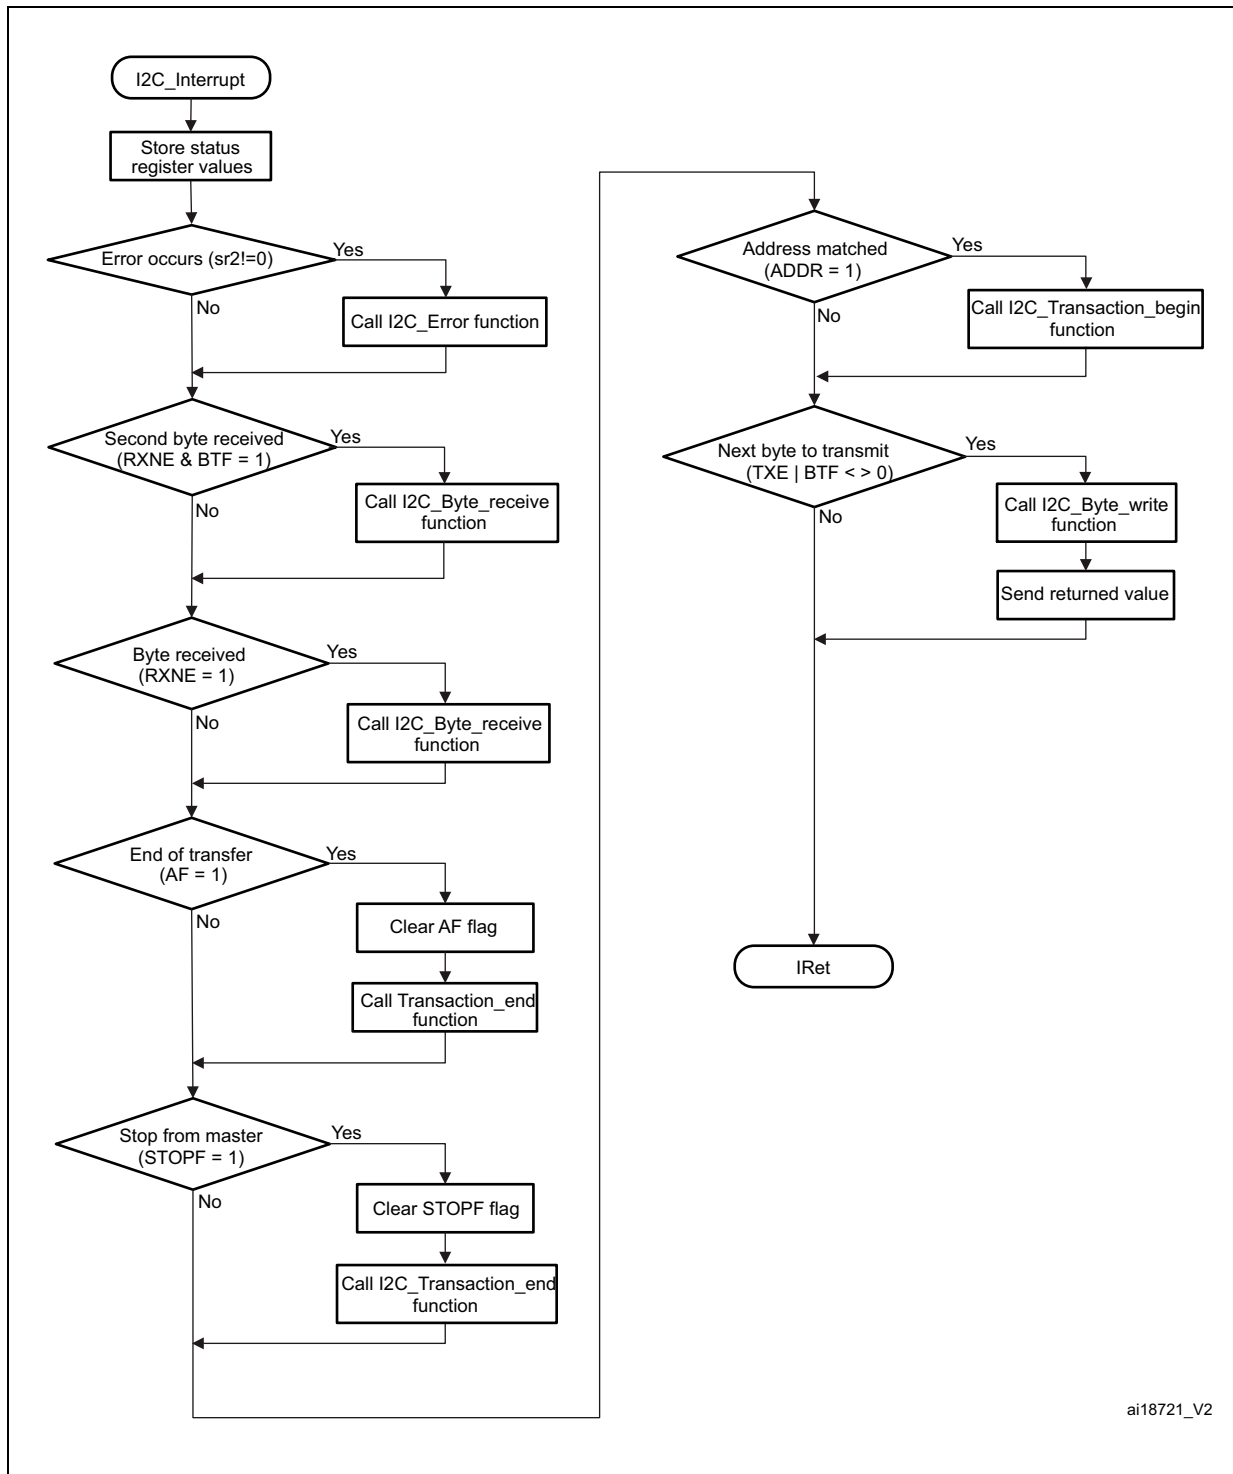 I2C_Interrupt
Store status
register values
Error occurs (sr2!=0)
Yes
No
Call I2C_Error function
Second byte received
(RXNE & BTF = 1)
Yes
No
Call I2C_Byte_receive
function
Byte received
(RXNE = 1)
Yes
No
Call I2C_Byte_receive
function
End of transfer
(AF = 1)
Yes
No
Clear AF flag
Call Transaction_end
function
Stop from master
(STOPF = 1)
Yes
No
Clear STOPF flag
Call I2C_Transaction_end
function
Address matched
(ADDR = 1)
Yes
No
Call I2C_Transaction_begin
function
Next byte to transmit
(TXE | BTF < > 0)
Yes
No
Call I2C_Byte_write
function
Send returned value
IRet
ai18721_V2